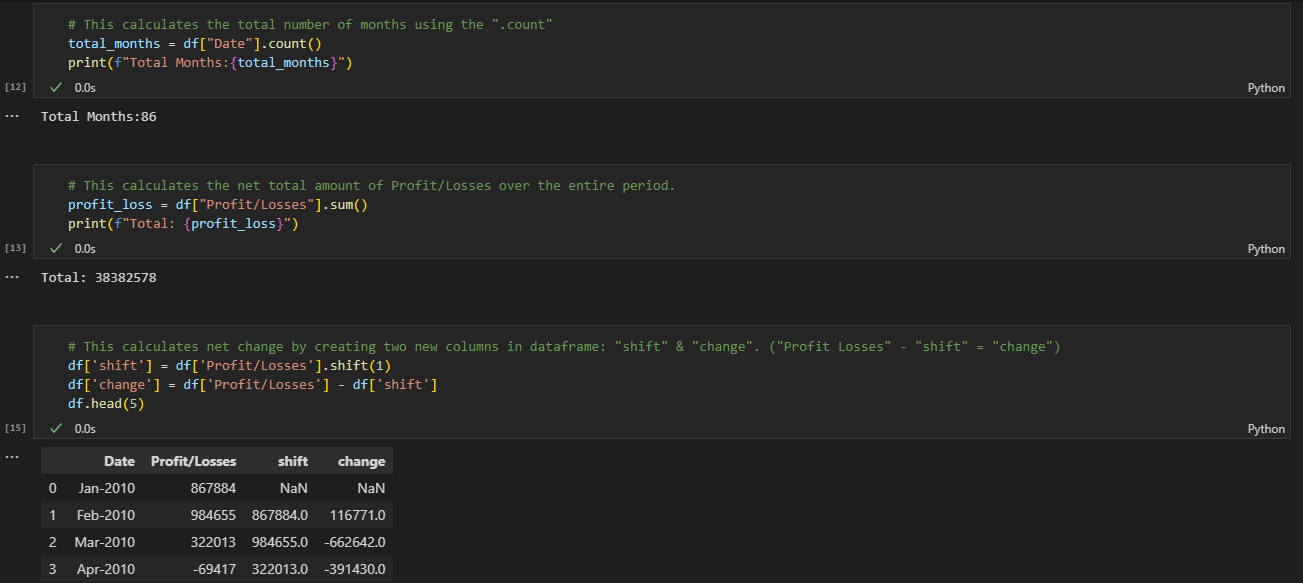 # This calculates the total number of months using the ".count"
total_months = df["Date"].count()
print(f"Total Months:{total_months}")
[12] 0.0s Python
... Total Months:86
# This calculates the net total amount of Profit/Losses over the entire period.
profit_loss = df["Profit/Losses"].sum()
print(f"Total: {profit_loss}")
[13] 0.0s Python
... Total: 38382578
# This calculates net change by creating two new columns in dataframe: "shift" & "change". ("Profit Losses" - "shift" = "change")
df['shift'] = df['Profit/Losses'].shift(1)
df['change'] = df['Profit/Losses'] - df['shift']
df.head(5)
[15] 0.0s Python
...
Date Profit/Losses shift change
0 Jan-2010 867884 NaN NaN
1 Feb-2010 984655 867884.0 116771.0
2 Mar-2010 322013 984655.0 -662642.0
3 Apr-2010 -69417 322013.0 -391430.0